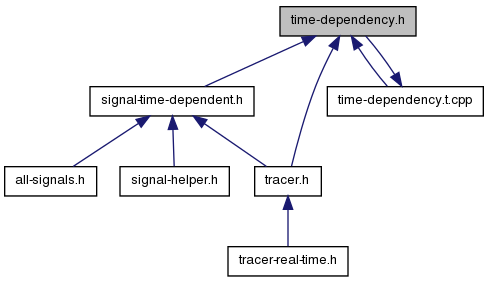 time-dependency.h
signal-time-dependent.h
time-dependency.t.cpp
all-signals.h
signal-helper.h
tracer.h
tracer-real-time.h